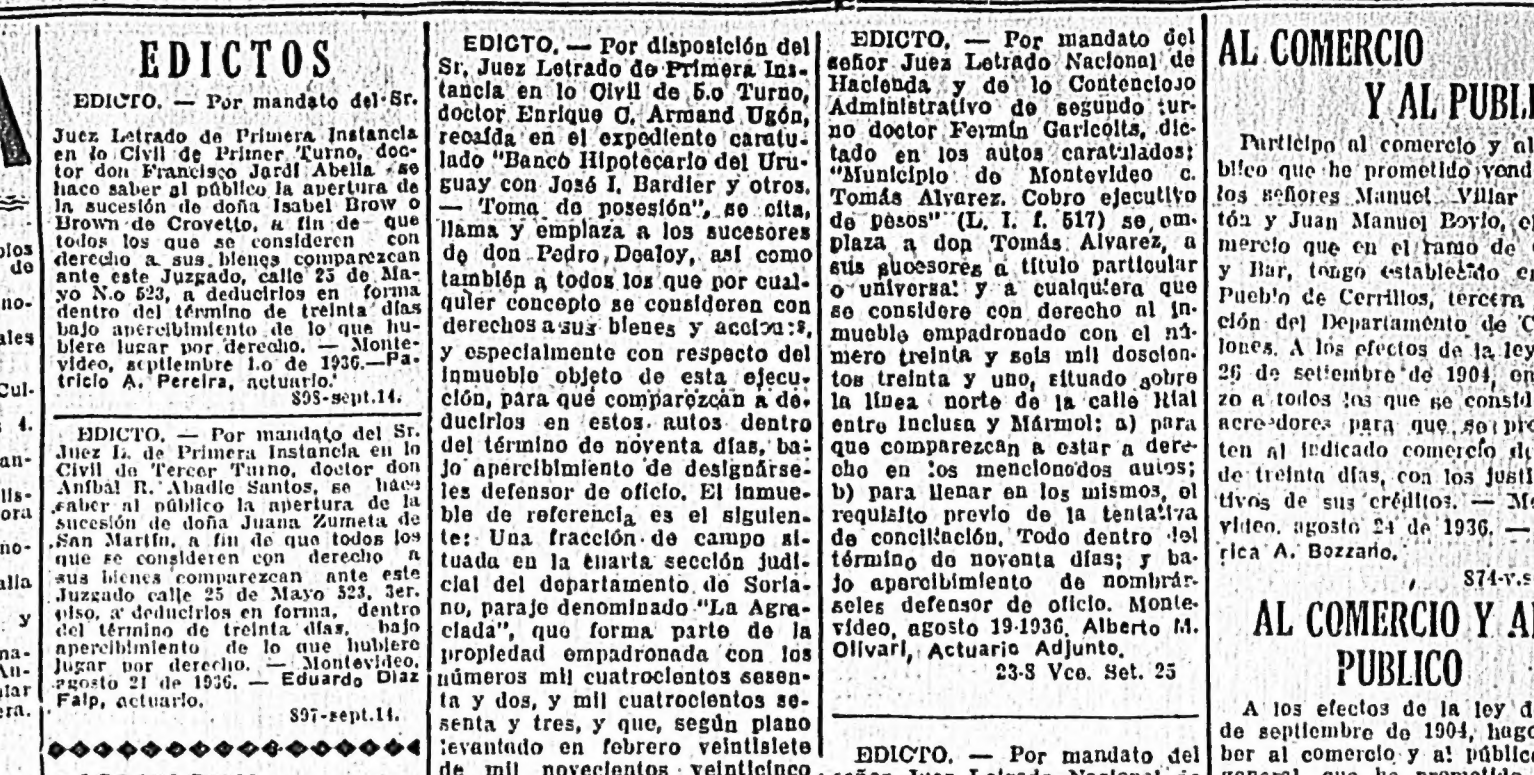 EDICTOS
EDICTO. — Por mandato del Sr.
Juez Letrado de Primera Instancia
en lo Civil de Primer Turno, doc-
tor don Francisco Jardi Abella se
hace saber al público la apertura de
la sucesión de doña Isabel Brow o
Brown de Crovetto, a fin de que
todos los que se consideren con
derecho a sus bienes comparezcan
ante este Juzgado, calle 25 de Ma-
yo N.o 523, a deducirlos en forma
dentro del término de treinta días
bajo apercibimiento de lo que hu-
biere lugar por derecho. — Monte-
video, septiembre 1.o de 1936.—Pa-
tricio A. Pereira, actuario.
898-sept.14.
EDICTO. — Por mandato del Sr.
Juez L. de Primera Instancia en lo
Civil de Tercer Turno, doctor don
Aníbal R. Abadie Santos, se hace
saber al público la apertura de la
sucesión de doña Juana Zumeta de
San Martín, a fin de que todos los
que se consideren con derecho a
sus bienes comparezcan ante este
Juzgado calle 25 de Mayo 523, 3er.
piso, a deducirlos en forma, dentro
del término de treinta días, bajo
apercibimiento de lo que hubiere
lugar por derecho. — Montevideo,
agosto 21 de 1936. — Eduardo Díaz
Falp, actuario.
897-sept.14.
EDICTO. — Por disposición del
Sr. Juez Letrado de Primera Ins-
tancia en lo Civil de 5.o Turno,
doctor Enrique C. Armand Ugón,
recaída en el expediente caratu-
lado "Banco Hipotecario del Uru-
guay con José I. Bardier y otros.
— Toma de posesión", se cita,
llama y emplaza a los sucesores
de don Pedro Dealoy, así como
también a todos los que por cual-
quier concepto se consideren con
derechos a sus bienes y acciones,
y especialmente con respecto del
inmueble objeto de esta ejecu-
ción, para que comparezcan a de-
ducirlos en estos autos dentro
del término de noventa días, ba-
jo apercibimiento de designárse-
les defensor de oficio. El inmue-
ble de referencia es el siguien-
te: Una fracción de campo si-
tuada en la cuarta sección judi-
cial del departamento de Soria-
no, paraje denominado "La Agra-
ciada", que forma parte de la
propiedad empadronada con los
números mil cuatrocientos sesen-
ta y dos, y mil cuatrocientos se-
senta y tres, y que, según plano
levantado en febrero veintisiete
de mil novecientos veinticinco
EDICTO. — Por mandato del
señor Juez Letrado Nacional de
Hacienda y de lo Contencioso
Administrativo de segundo tur-
no doctor Fermín Garicoits, dic-
tado en los autos caratulados:
"Municipio de Montevideo c.
Tomás Alvarez. Cobro ejecutivo
de pesos" (L. I. f. 517) se em-
plaza a don Tomás Alvarez, a
sus sucesores a título particular
o universal y a cualquiera que
se considere con derecho al in-
mueble empadronado con el nú-
mero treinta y seis mil doscien-
tos treinta y uno, situado sobre
la línea norte de la calle Rial
entre Inclusa y Mármol: a) para
que comparezcan a estar a dere-
cho en los mencionados autos;
b) para llenar en los mismos, el
requisito previo de la tentativa
de conciliación. Todo dentro del
término de noventa días; y ba-
jo apercibimiento de nombrár-
seles defensor de oficio. Monte-
video, agosto 19-1936, Alberto M.
Olivari, Actuario Adjunto.
23-8 Vce. Set. 25
EDICTO. — Por mandato del
señor Juez Letrado Nacional de
AL COMERCIO
Y AL PUBLI
Participo al comercio y al
blico que he prometido vend
los señores Manuel Villar
tón y Juan Manuel Bovio, e
mercio que en el ramo de
y Bar, tengo establecido en
Pueblo de Cerrillos, tercera
ción del Departamento de C
lones. A los efectos de la ley
26 de setiembre de 1904, em
zo a todos los que se consid
acreedores para que se pre
ten al indicado comercio de
de treinta días, con los justi
tivos de sus créditos. — Mo
video, agosto 24 de 1936. —
rica A. Bozzano.
874-v.s
AL COMERCIO Y A
PUBLICO
A los efectos de la ley d
de septiembre de 1904, hago
ber al comercio y al público
general, que he prometido